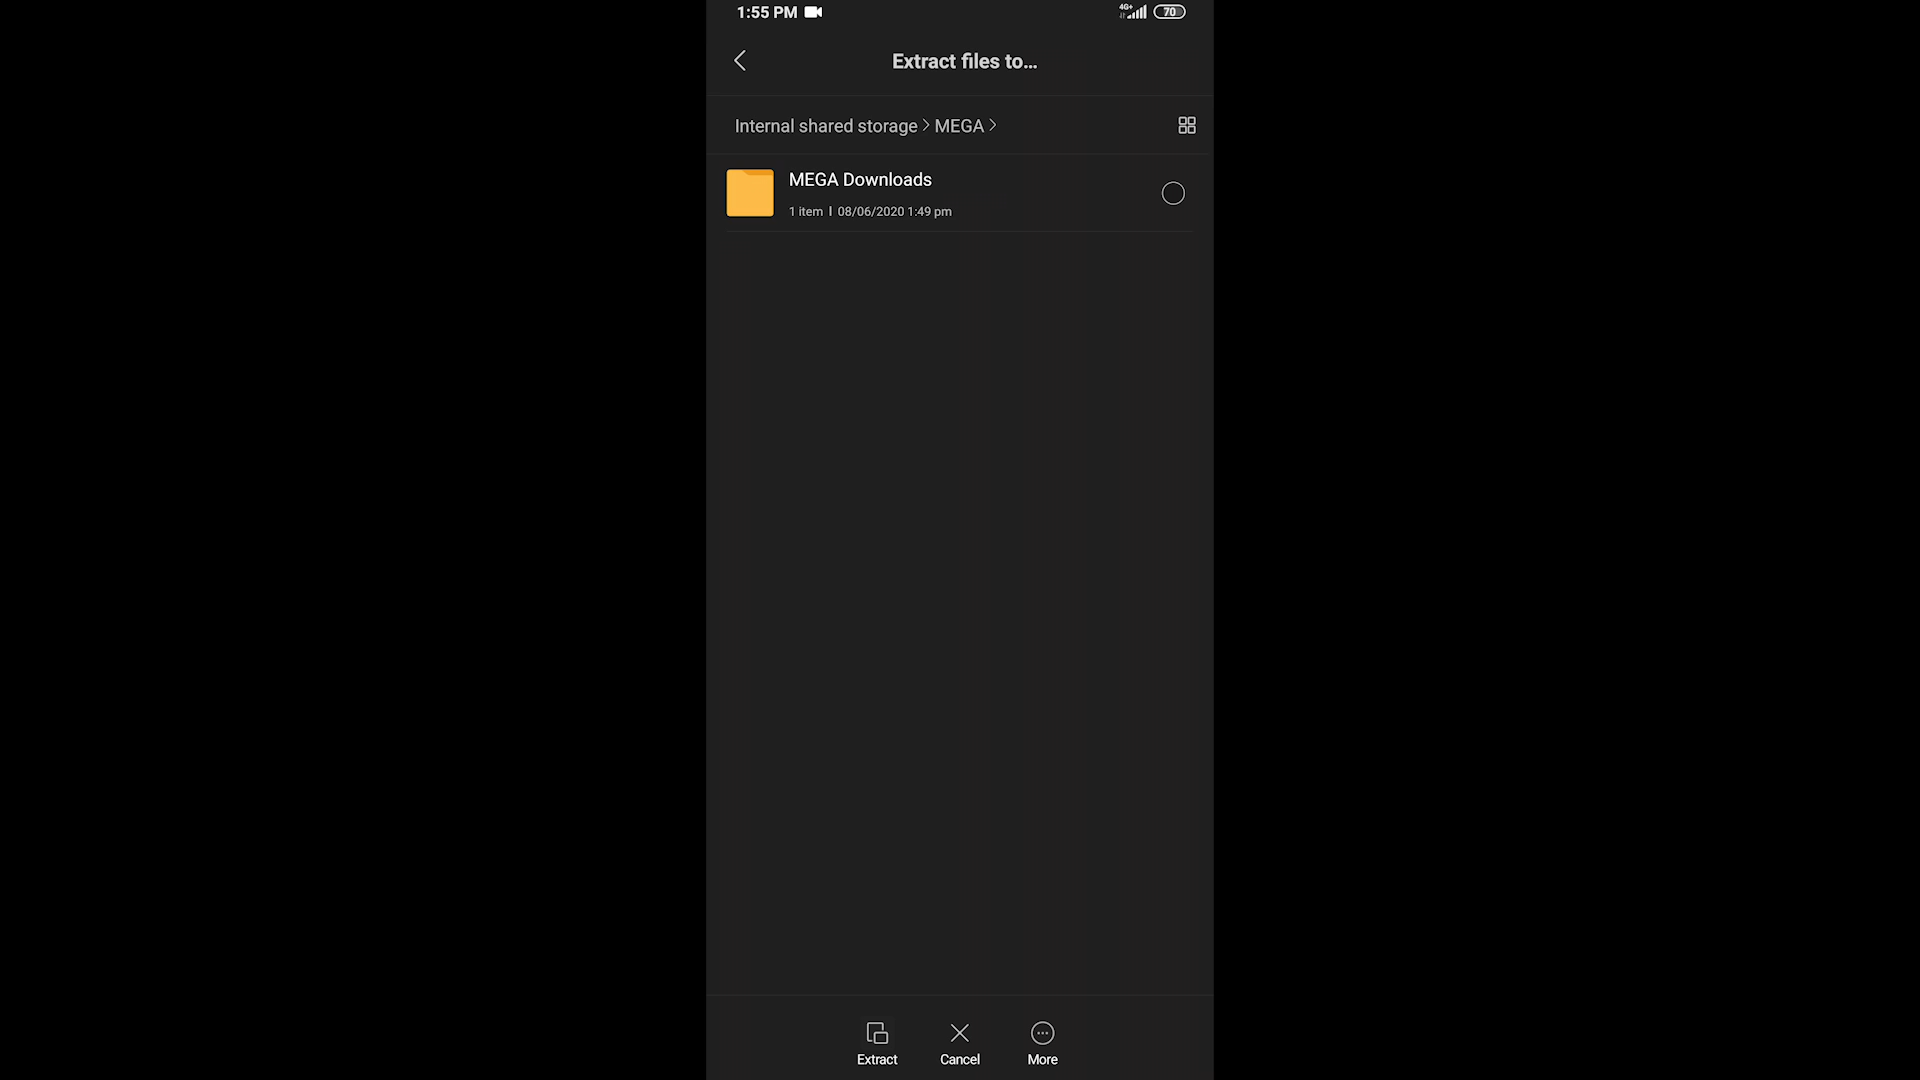 1:55 PM
4G+
70
Extract files to...
Internal shared storage > MEGA >
MEGA Downloads
1 item | 08/06/2020 1:49 pm
Extract
Cancel
More